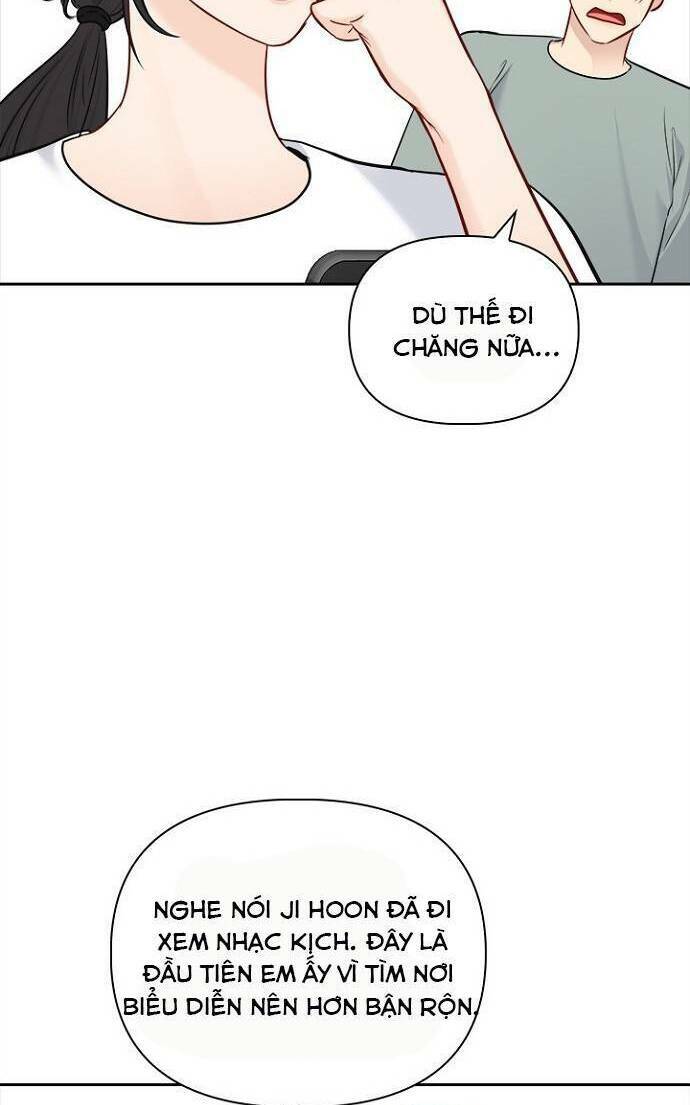 DÙ THẾ ĐI
CHĂNG NỮA...
NGHE NÓI JI HOON ĐÃ ĐI
XEM NHẠC KỊCH. ĐÂY LÀ
ĐẦU TIÊN EM ẤY VÌ TÌM NƠI
BIỂU DIỄN NÊN HƠN BẬN RỘN.